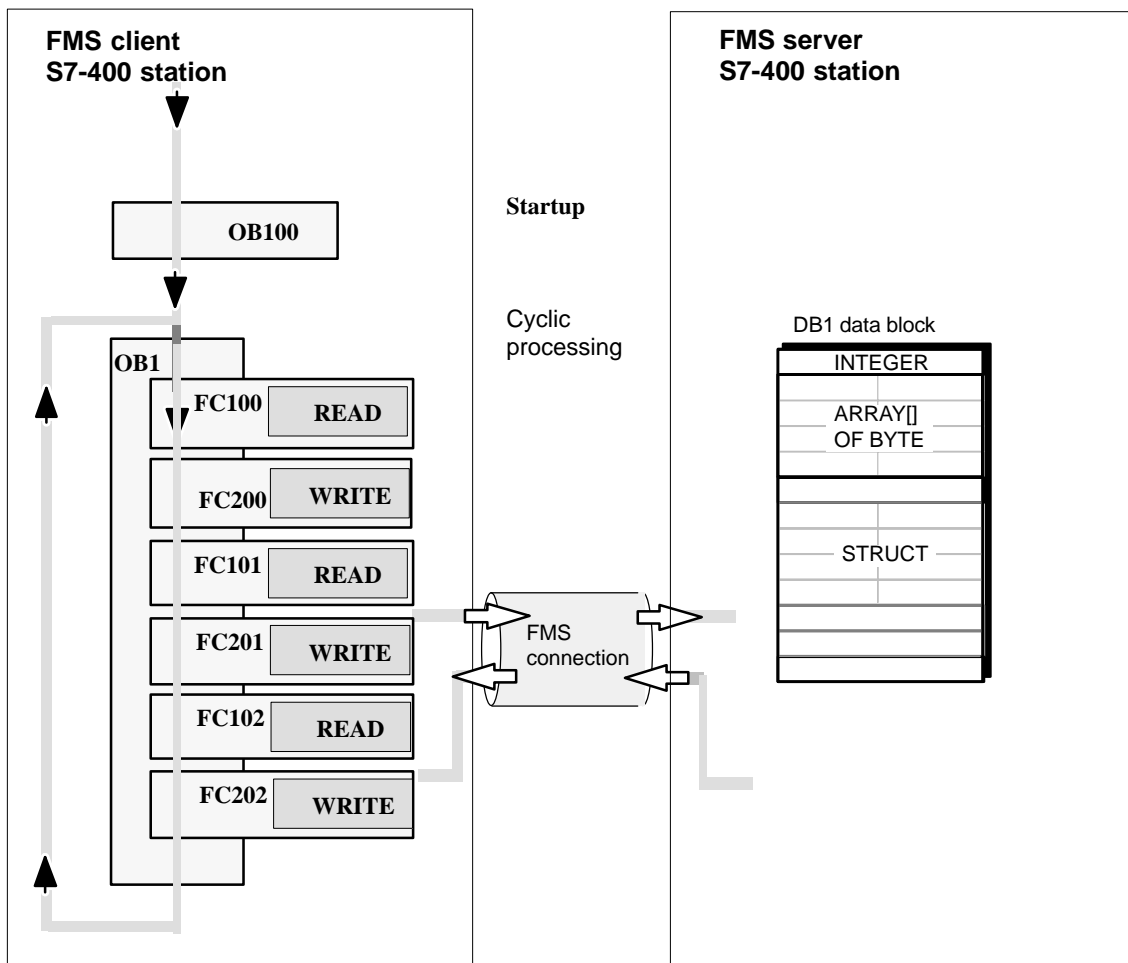 FMS client
S7-400 station
OB100
OB1
FC100
READ
FC200
WRITE
FC101
READ
FC201
WRITE
FC102
READ
FC202
WRITE
Startup
Cyclic
processing
FMS
connection
FMS server
S7-400 station
DB1 data block
INTEGER
ARRAY[]
OF BYTE
STRUCT